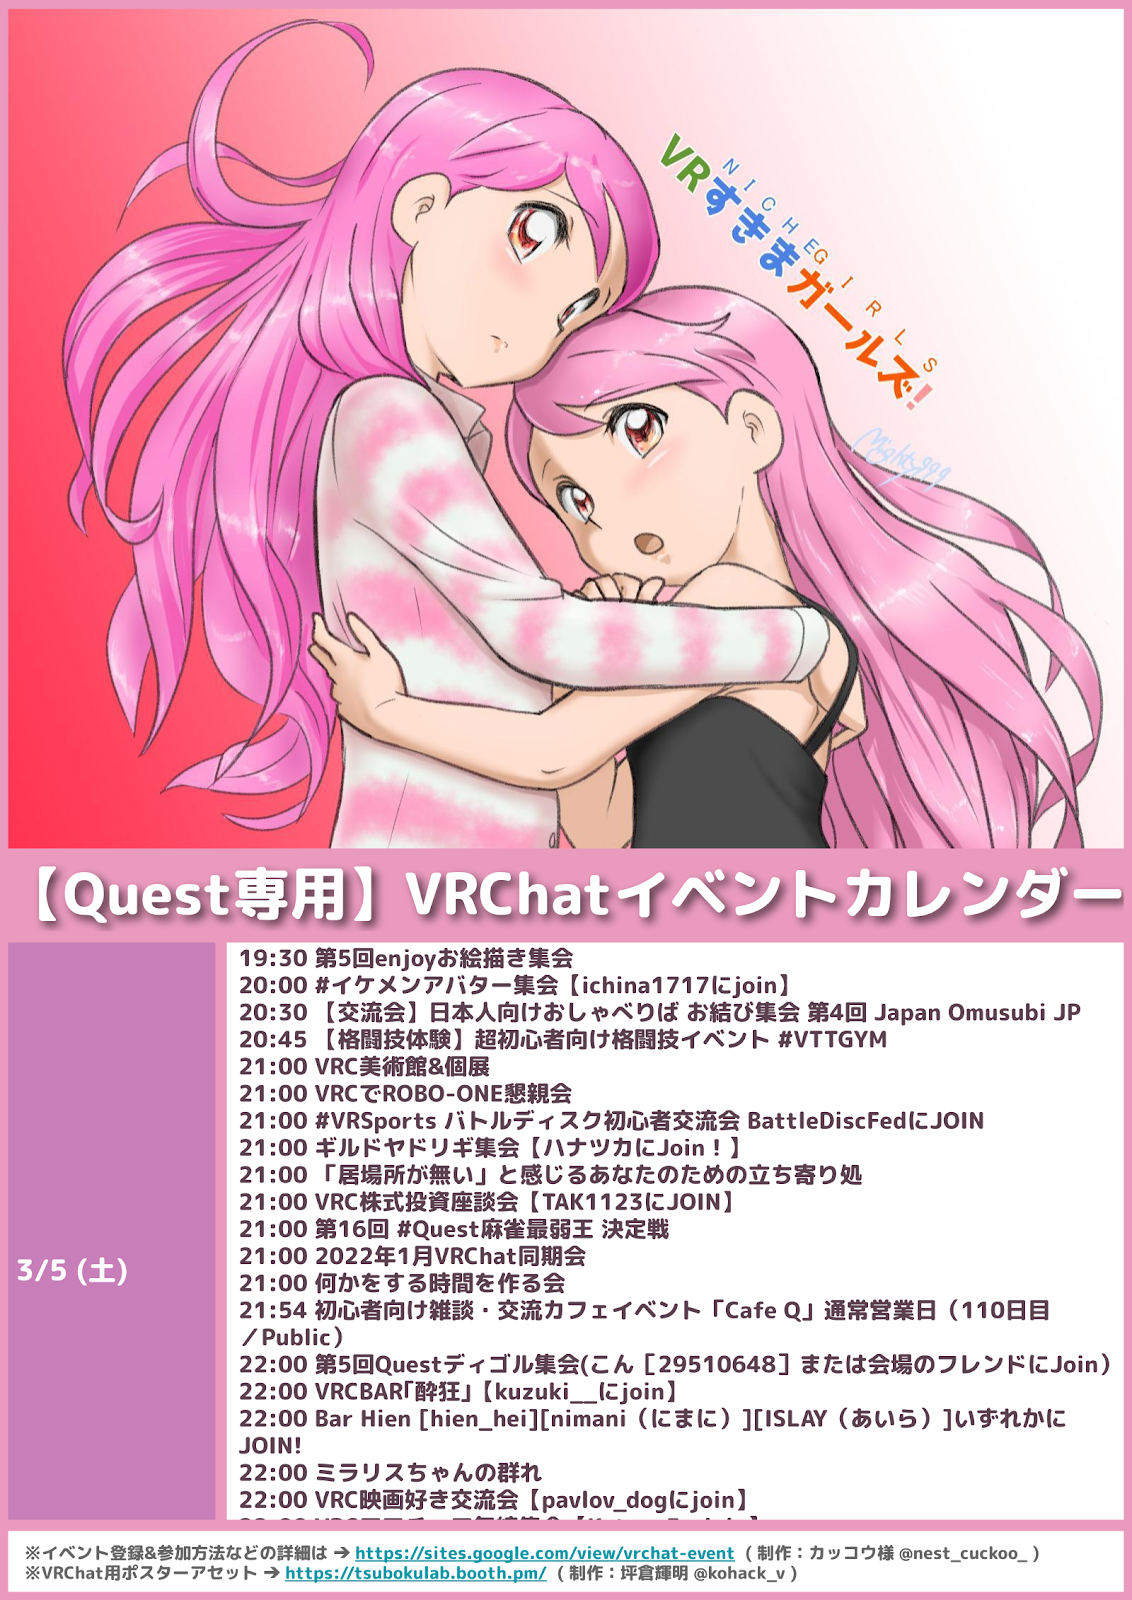 NICHE GIRLS
VRすきまガールズ!
Mighty999
【Quest専用】VRChatイベントカレンダー
3/5 (土)
19:30 第5回enjoyお絵描き集会
20:00 #イケメンアバター集会【ichina1717にjoin】
20:30 【交流会】日本人向けおしゃべりば お結び集会 第4回 Japan Omusubi JP
20:45 【格闘技体験】超初心者向け格闘技イベント #VTTGYM
21:00 VRC美術館&個展
21:00 VRCでROBO-ONE懇親会
21:00 #VRSports バトルディスク初心者交流会 BattleDiscFedにJOIN
21:00 ギルドヤドリギ集会【ハナツカにJoin！】
21:00 「居場所が無い」と感じるあなたのための立ち寄り処
21:00 VRC株式投資座談会【TAK1123にJOIN】
21:00 第16回 #Quest麻雀最弱王 決定戦
21:00 2022年1月VRChat同期会
21:00 何かをする時間を作る会
21:54 初心者向け雑談・交流カフェイベント「Cafe Q」通常営業日（110日目
／Public）
22:00 第5回Questディゴル集会(こん［29510648］または会場のフレンドにJoin）
22:00 VRCBAR｢酔狂｣【kuzuki__にjoin】
22:00 Bar Hien [hien_hei][nimani（にまに）][ISLAY（あいら）]いずれかに
JOIN!
22:00 ミラリスちゃんの群れ
22:00 VRC映画好き交流会【pavlov_dogにjoin】
※イベント登録&参加方法などの詳細は ➔ https://sites.google.com/view/vrchat-event ( 制作：カッコウ様 @nest_cuckoo_ )
※VRChat用ポスターアセット ➔ https://tsubokulab.booth.pm/ ( 制作：坪倉輝明 @kohack_v )